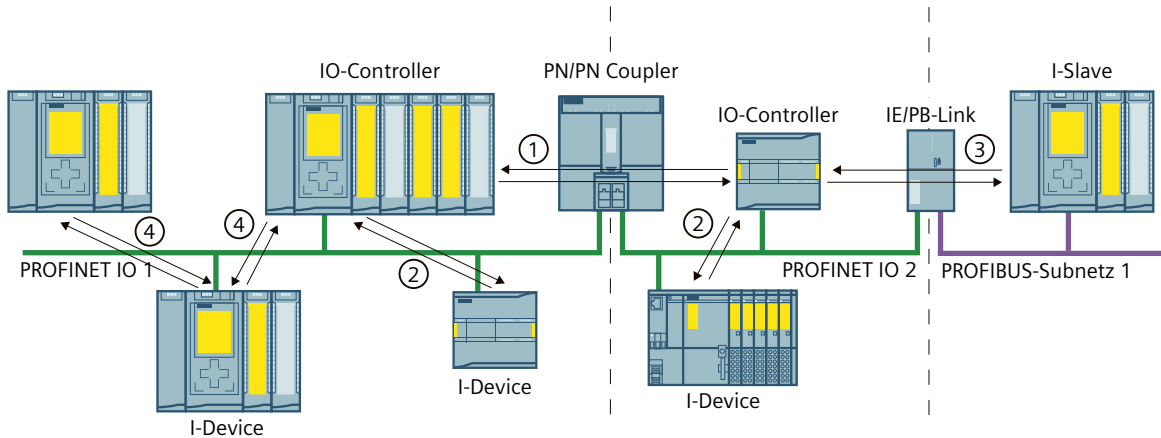 IO-Controller
PN/PN Coupler
I-Slave
IO-Controller
IE/PB-Link
1
3
4
4
2
2
PROFINET IO 1
PROFINET IO 2
PROFIBUS-Subnetz 1
I-Device
I-Device
I-Device